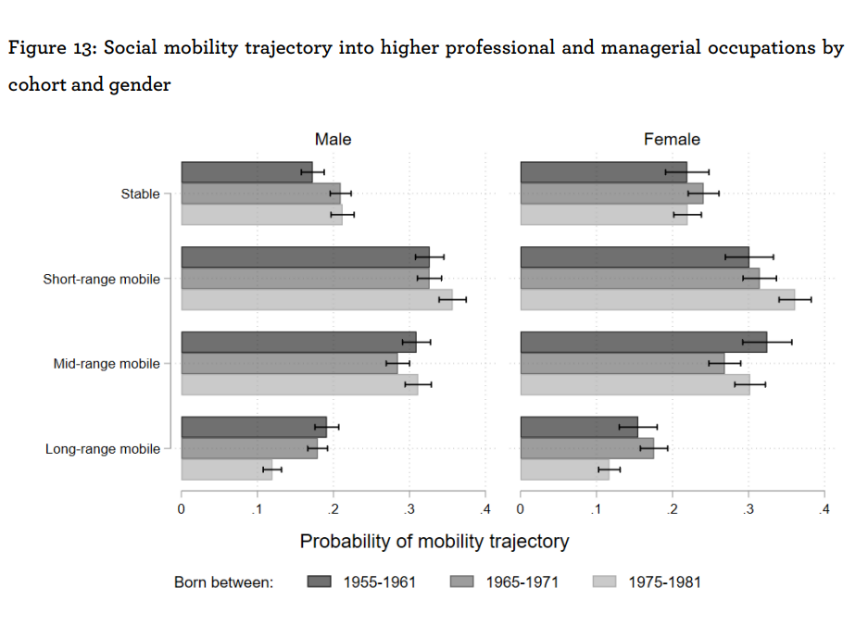 Figure 13: Social mobility trajectory into higher professional and managerial occupations by
cohort and gender
Male
Female
Stable
Short-range mobile
Mid-range mobile
Long-range mobile
0 .1 .2 .3 .4
0 .1 .2 .3 .4
Probability of mobility trajectory
Born between: 1955-1961 1965-1971 1975-1981